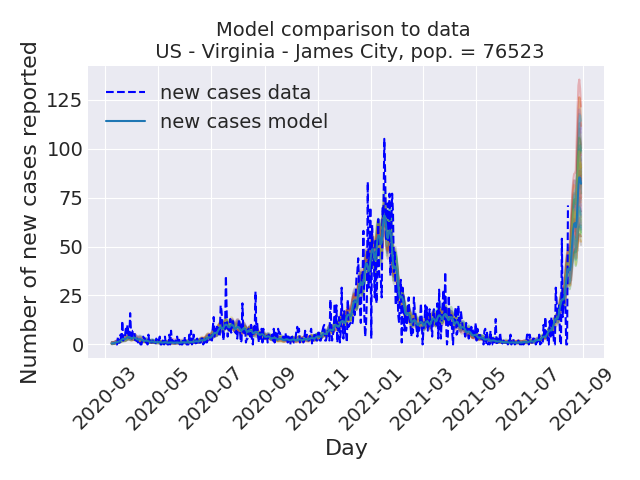 Model comparison to data
US - Virginia - James City, pop. = 76523
Number of new cases reported
new cases data
new cases model
125
100
75
50
25
0
2020-03
2020-05
2020-07
2020-09
2020-11
2021-01
2021-03
2021-05
2021-07
2021-09
Day